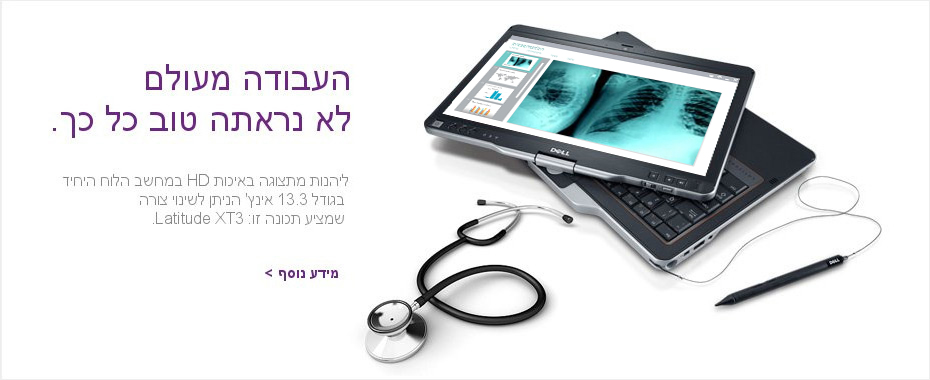 העבודה מעולם
לא נראתה טוב כל כך.
ליהנות מתצוגה באיכות HD במחשב הלוח היחיד
בגודל 13.3 אינץ' הניתן לשינוי צורה
שמציע תכונה זו: Latitude XT3.
מידע נוסף >
DELL
DELL